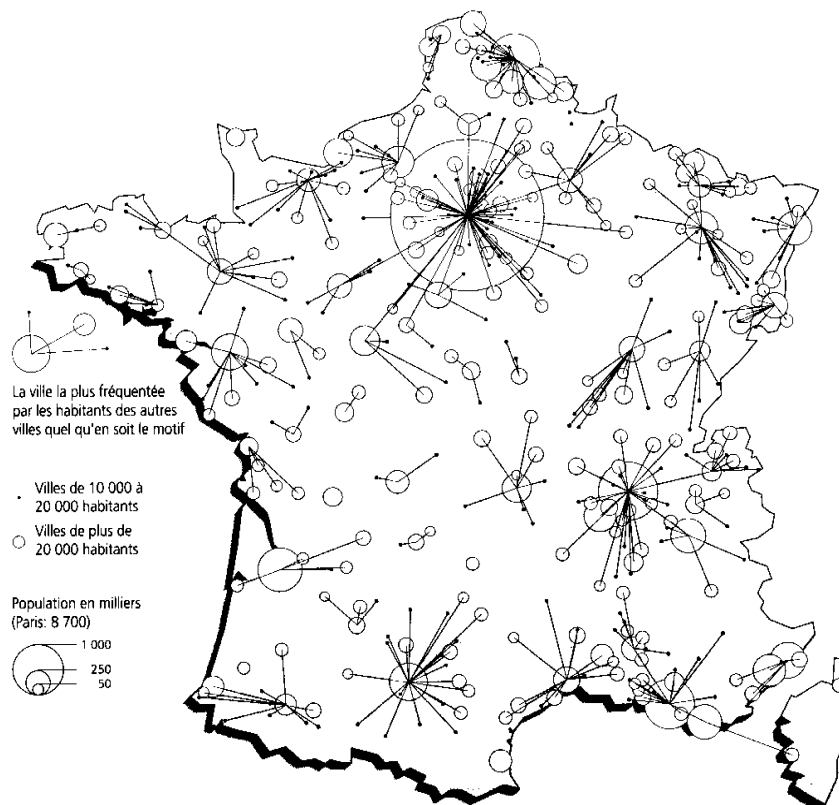 La ville la plus fréquentée
par les habitants des autres
villes quel qu'en soit le motif
Villes de 10 000 à
20 000 habitants
Villes de plus de
20 000 habitants
Population en milliers
(Paris: 8 700)
1 000
250
50